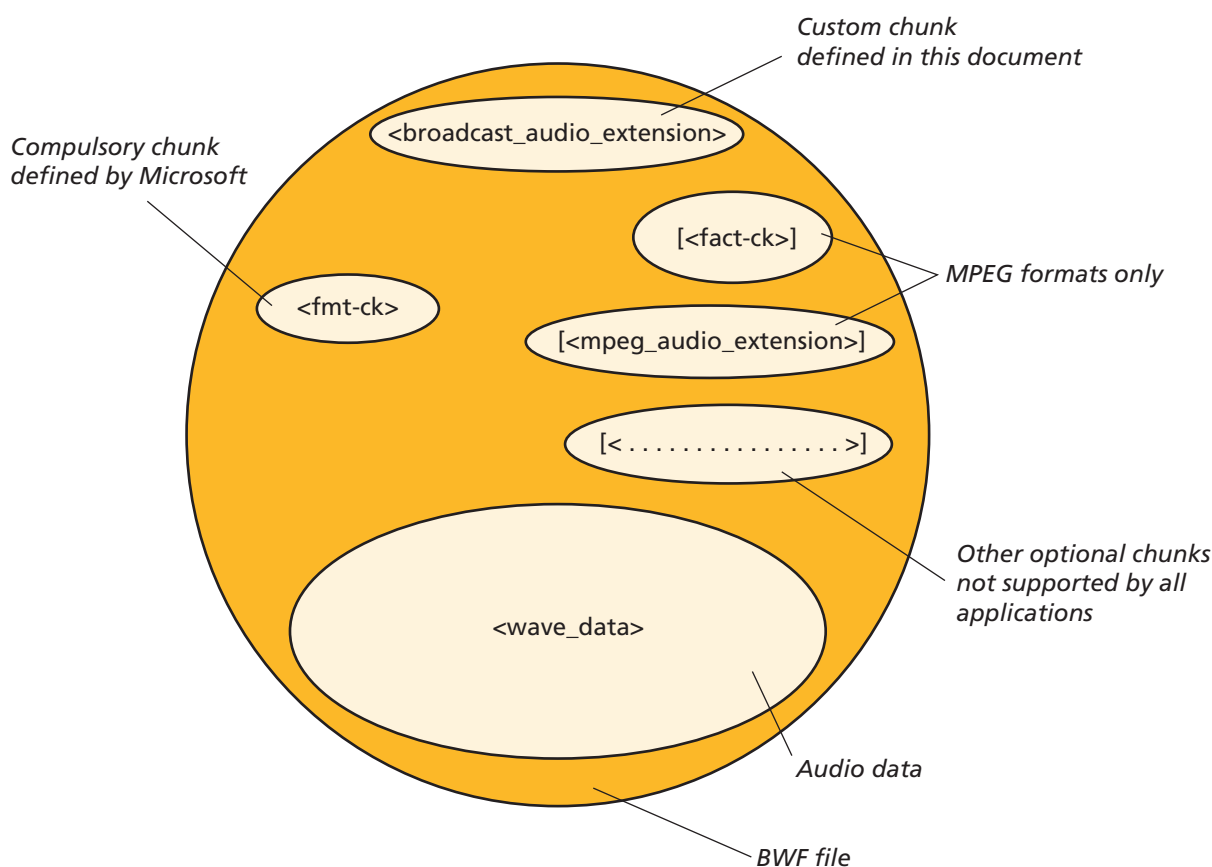 Custom chunk
defined in this document
<broadcast_audio_extension>
Compulsory chunk
defined by Microsoft
[<fact-ck>]
MPEG formats only
<fmt-ck>
[<mpeg_audio_extension>]
[< . . . . . . . . . . . . . . . . >]
Other optional chunks
not supported by all
applications
<wave_data>
Audio data
BWF file